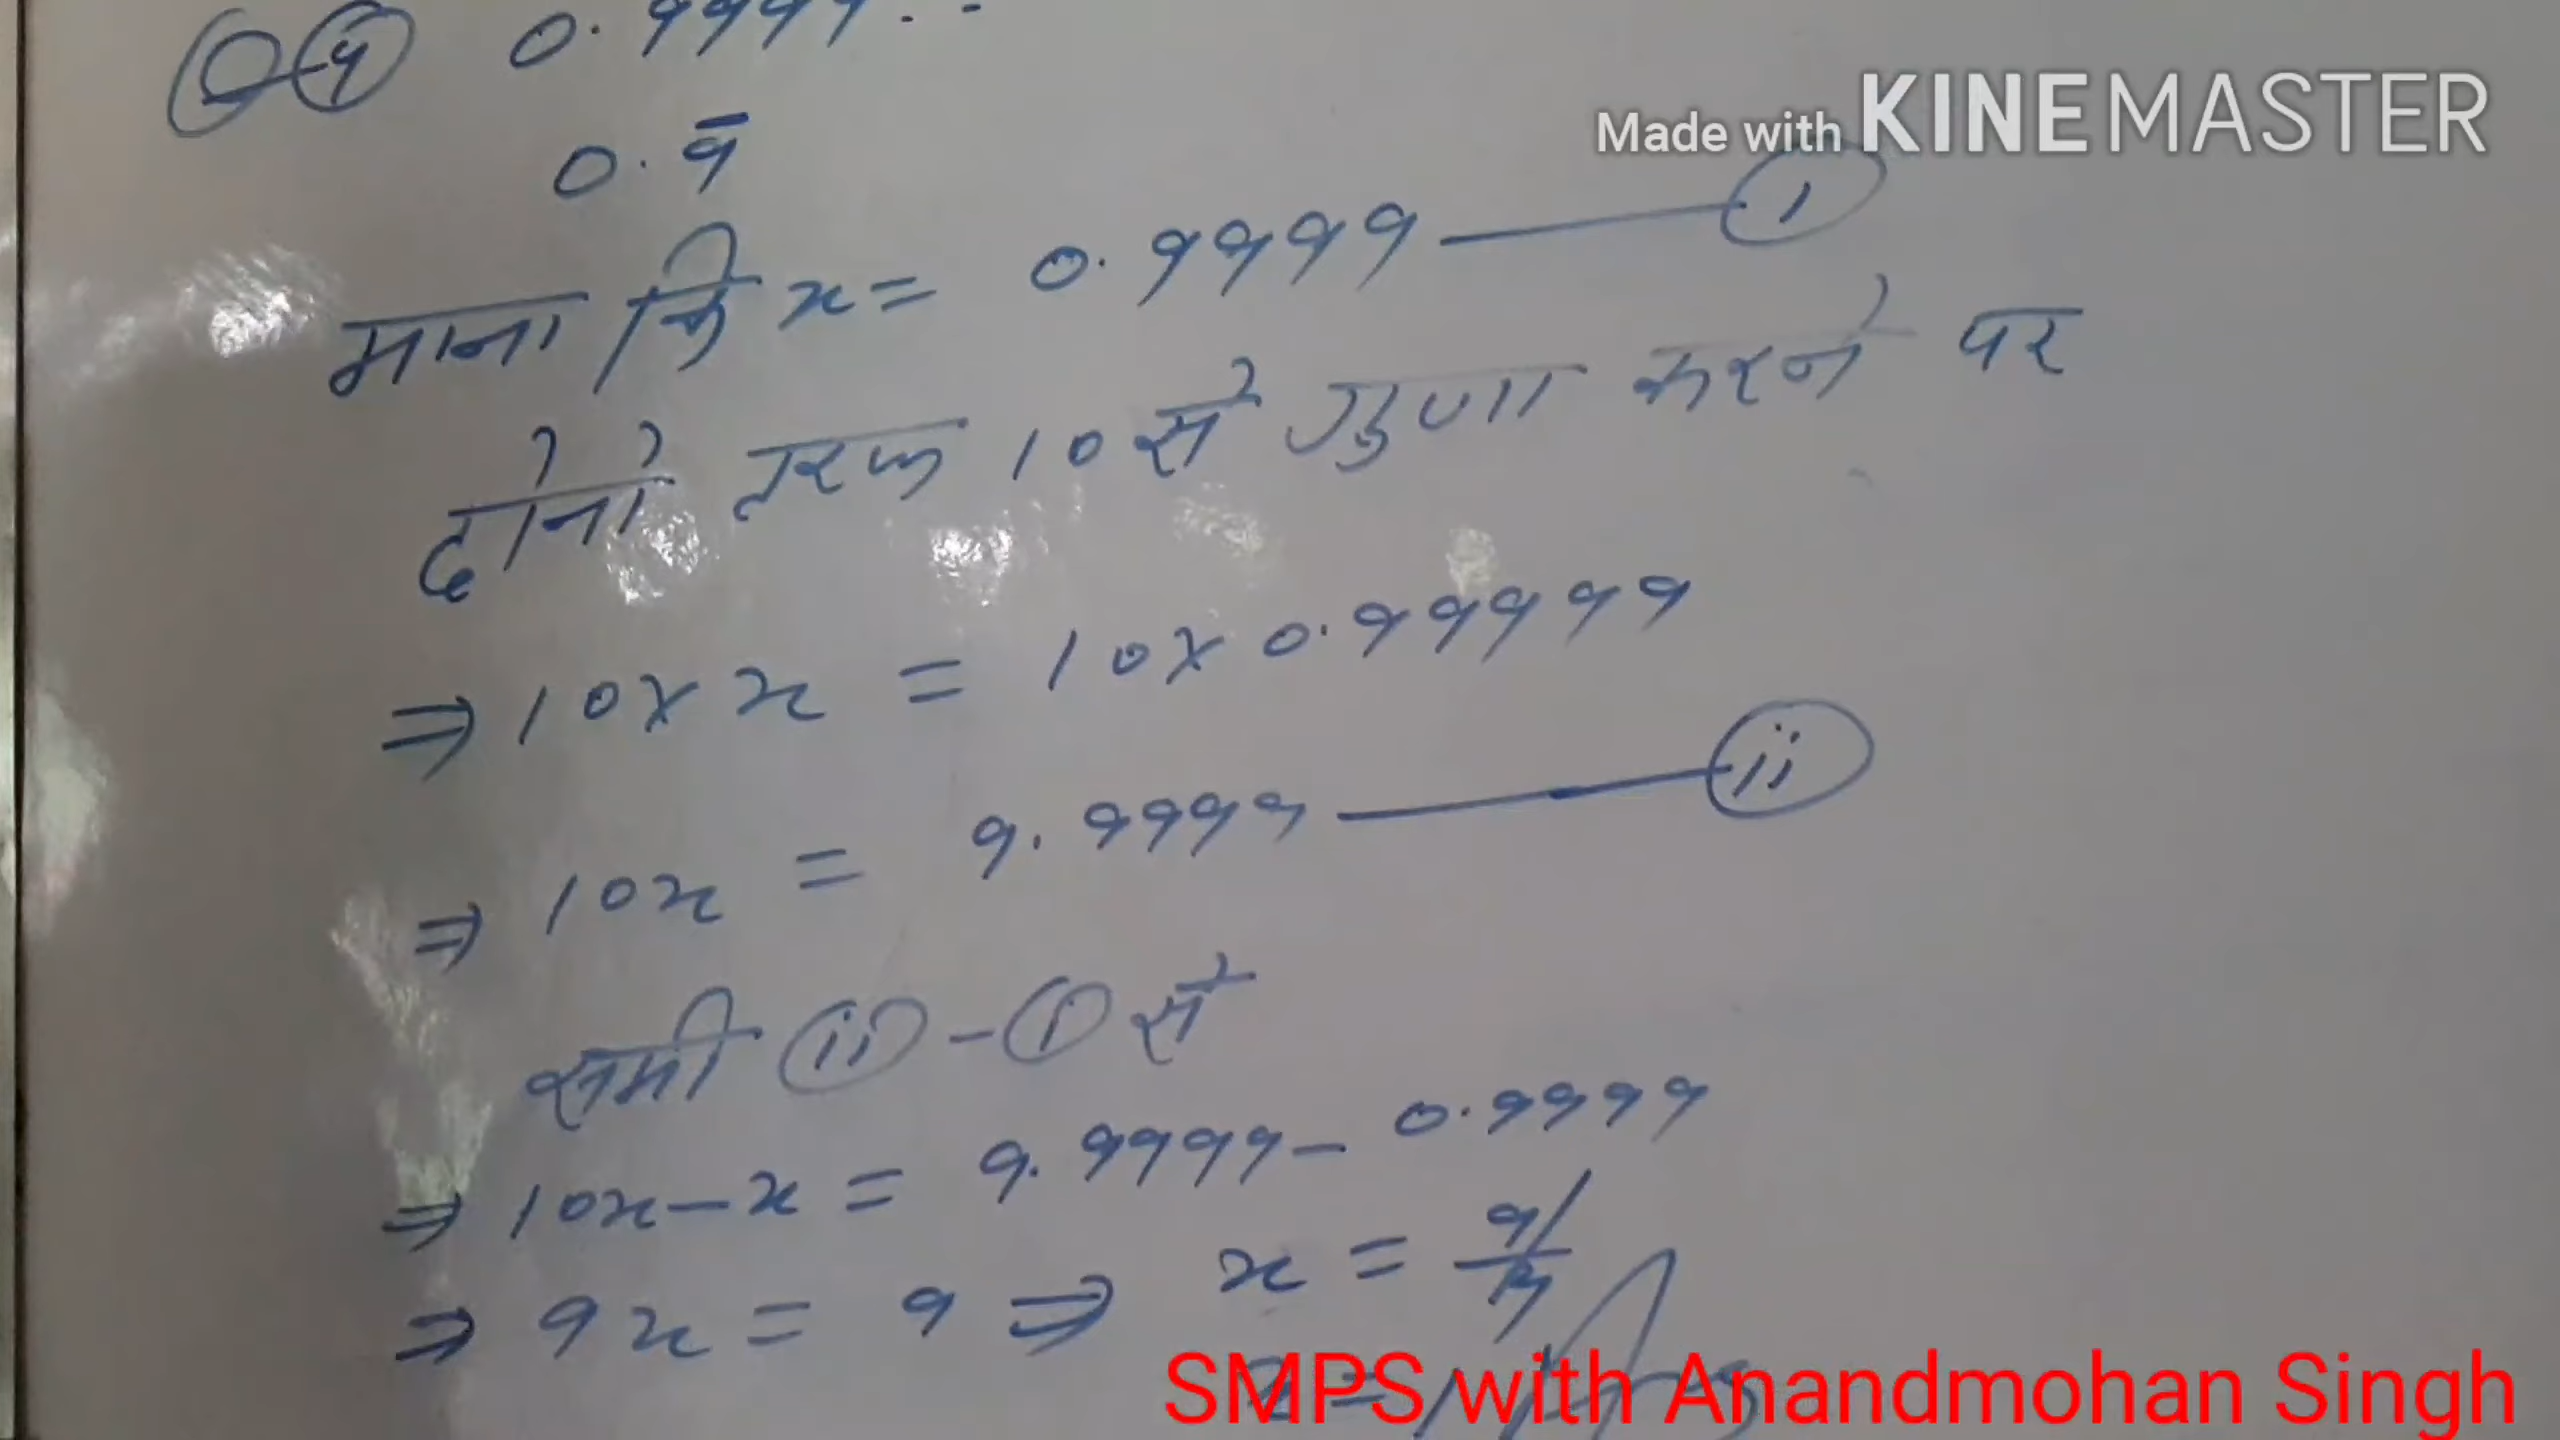 Q-4 0.9999..
Made with KINEMASTER
0.9̄
माना कि x = 0.9999 — i
दोनो तरफ 10 से गुणा करने पर
⇒ 10 × x = 10 × 0.99999
⇒ 10x = 9.9999 — ii
समी ii - i से
⇒ 10x - x = 9.9999 - 0.9999
⇒ 9x = 9 ⇒ x = 9/9
x = 1
SMPS with Anandmohan Singh